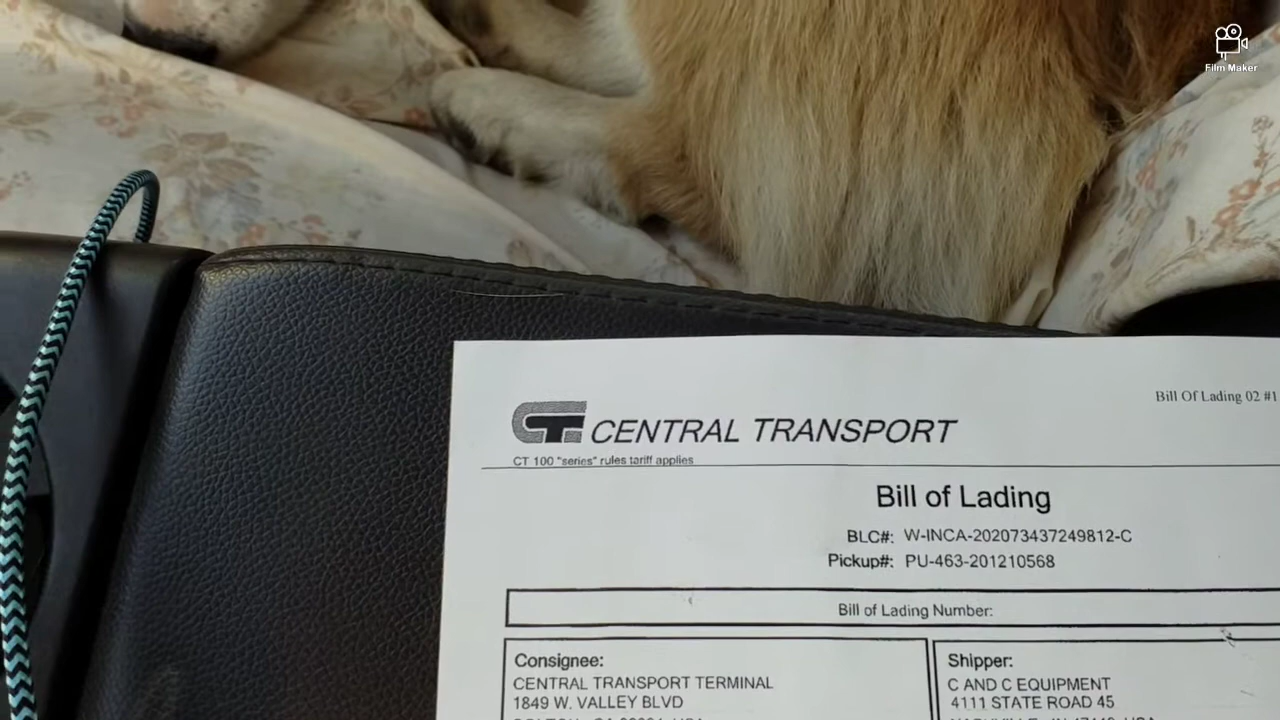 Film Maker
Bill Of Lading 02 #1
CENTRAL TRANSPORT
CT 100 "series" rules tariff applies
Bill of Lading
BLC#: W-INCA-202073437249812-C
Pickup#: PU-463-201210568
Bill of Lading Number:
Consignee:
CENTRAL TRANSPORT TERMINAL
1849 W. VALLEY BLVD
Shipper:
C AND C EQUIPMENT
4111 STATE ROAD 45